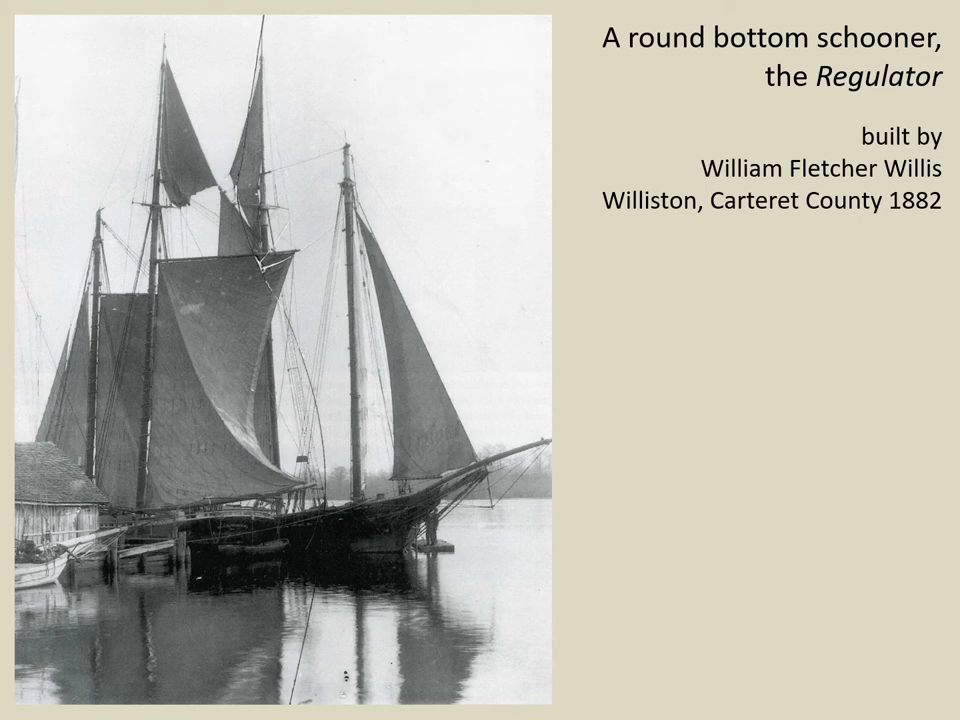 A round bottom schooner,
the Regulator
built by
William Fletcher Willis
Williston, Carteret County 1882